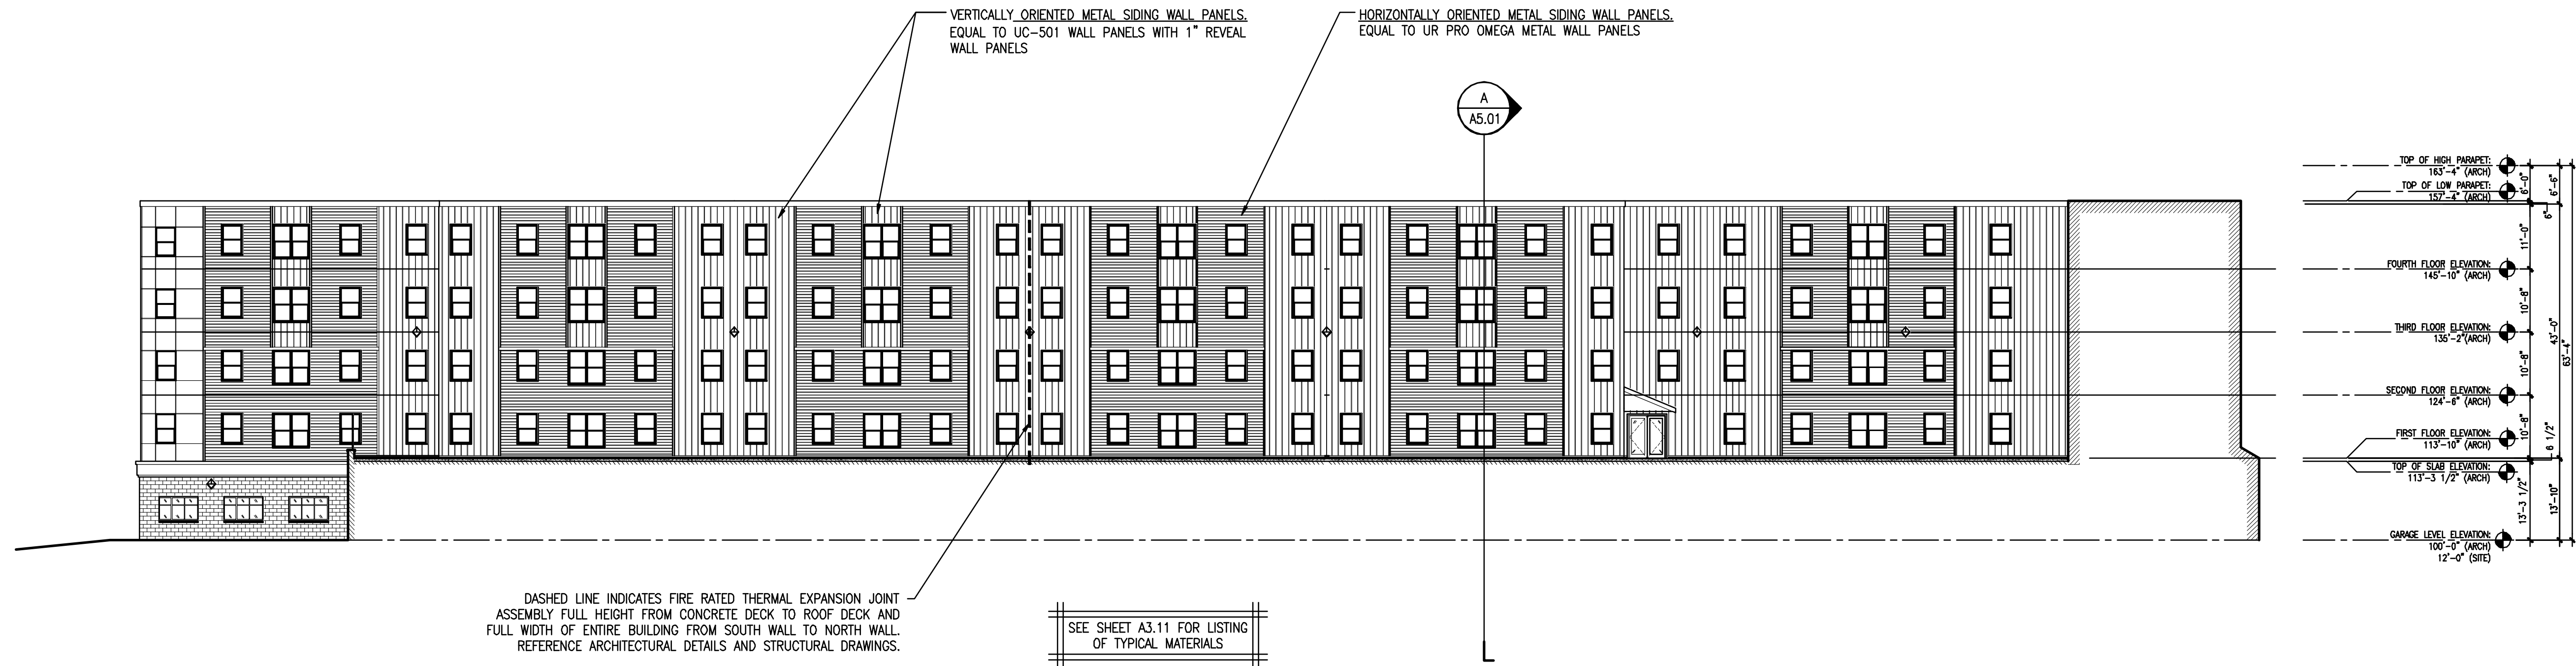 VERTICALLY ORIENTED METAL SIDING WALL PANELS.
EQUAL TO UC-501 WALL PANELS WITH 1" REVEAL
WALL PANELS
HORIZONTALLY ORIENTED METAL SIDING WALL PANELS.
EQUAL TO UR PRO OMEGA METAL WALL PANELS
A
A5.01
TOP OF HIGH PARAPET:
163'-4" (ARCH)
TOP OF LOW PARAPET:
157'-4" (ARCH)
6'-0"
6'-6"
6"
11'-0"
FOURTH FLOOR ELEVATION:
145'-10" (ARCH)
10'-8"
THIRD FLOOR ELEVATION:
135'-2"(ARCH)
43'-0"
63'-4"
10'-8"
SECOND FLOOR ELEVATION:
124'-6" (ARCH)
10'-8"
FIRST FLOOR ELEVATION:
113'-10" (ARCH)
6 1/2"
TOP OF SLAB ELEVATION:
113'-3 1/2" (ARCH)
13'-3 1/2"
13'-10"
GARAGE LEVEL ELEVATION:
100'-0" (ARCH)
12'-0" (SITE)
DASHED LINE INDICATES FIRE RATED THERMAL EXPANSION JOINT
ASSEMBLY FULL HEIGHT FROM CONCRETE DECK TO ROOF DECK AND
FULL WIDTH OF ENTIRE BUILDING FROM SOUTH WALL TO NORTH WALL.
REFERENCE ARCHITECTURAL DETAILS AND STRUCTURAL DRAWINGS.
SEE SHEET A3.11 FOR LISTING
OF TYPICAL MATERIALS